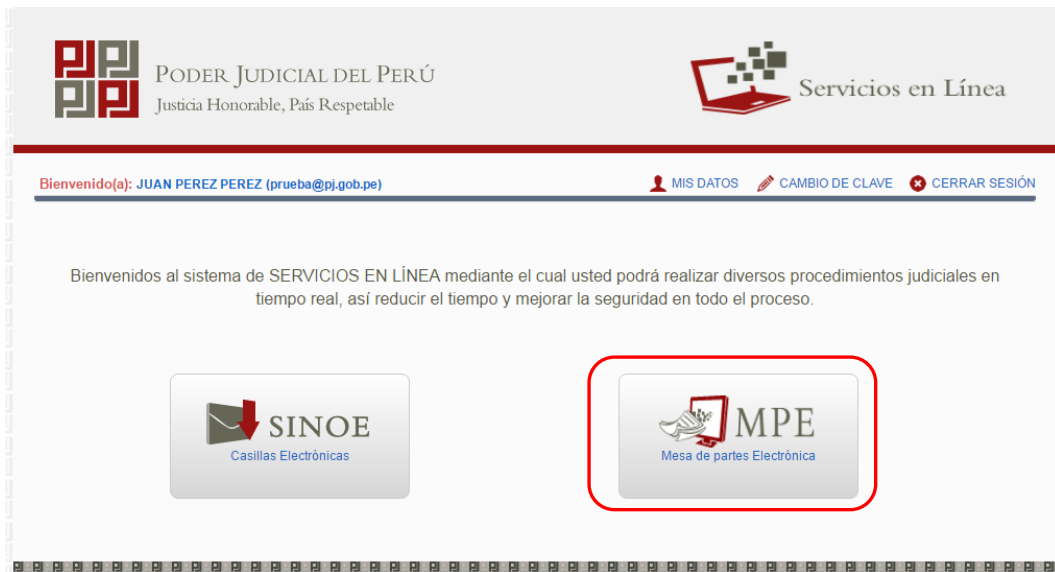 PODER JUDICIAL DEL PERÚ
Justicia Honorable, País Respetable
Servicios en Línea
Bienvenido(a): JUAN PEREZ PEREZ (prueba@pj.gob.pe)
MIS DATOS
CAMBIO DE CLAVE
CERRAR SESIÓN
Bienvenidos al sistema de SERVICIOS EN LÍNEA mediante el cual usted podrá realizar diversos procedimientos judiciales en
tiempo real, así reducir el tiempo y mejorar la seguridad en todo el proceso.
SINOE
Casillas Electrónicas
MPE
Mesa de partes Electrónica